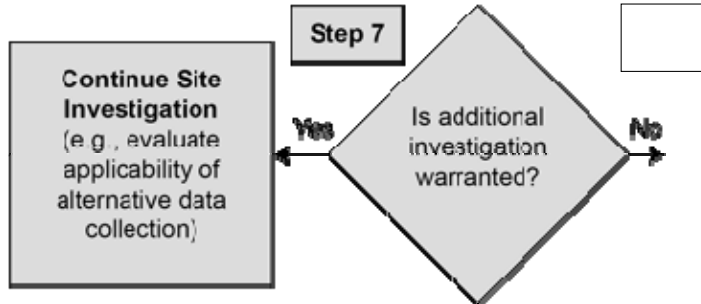 Step 7
Continue Site
Investigation
(e.g., evaluate
applicability of
alternative data
collection)
Yes
Is additional
investigation
warranted?
No